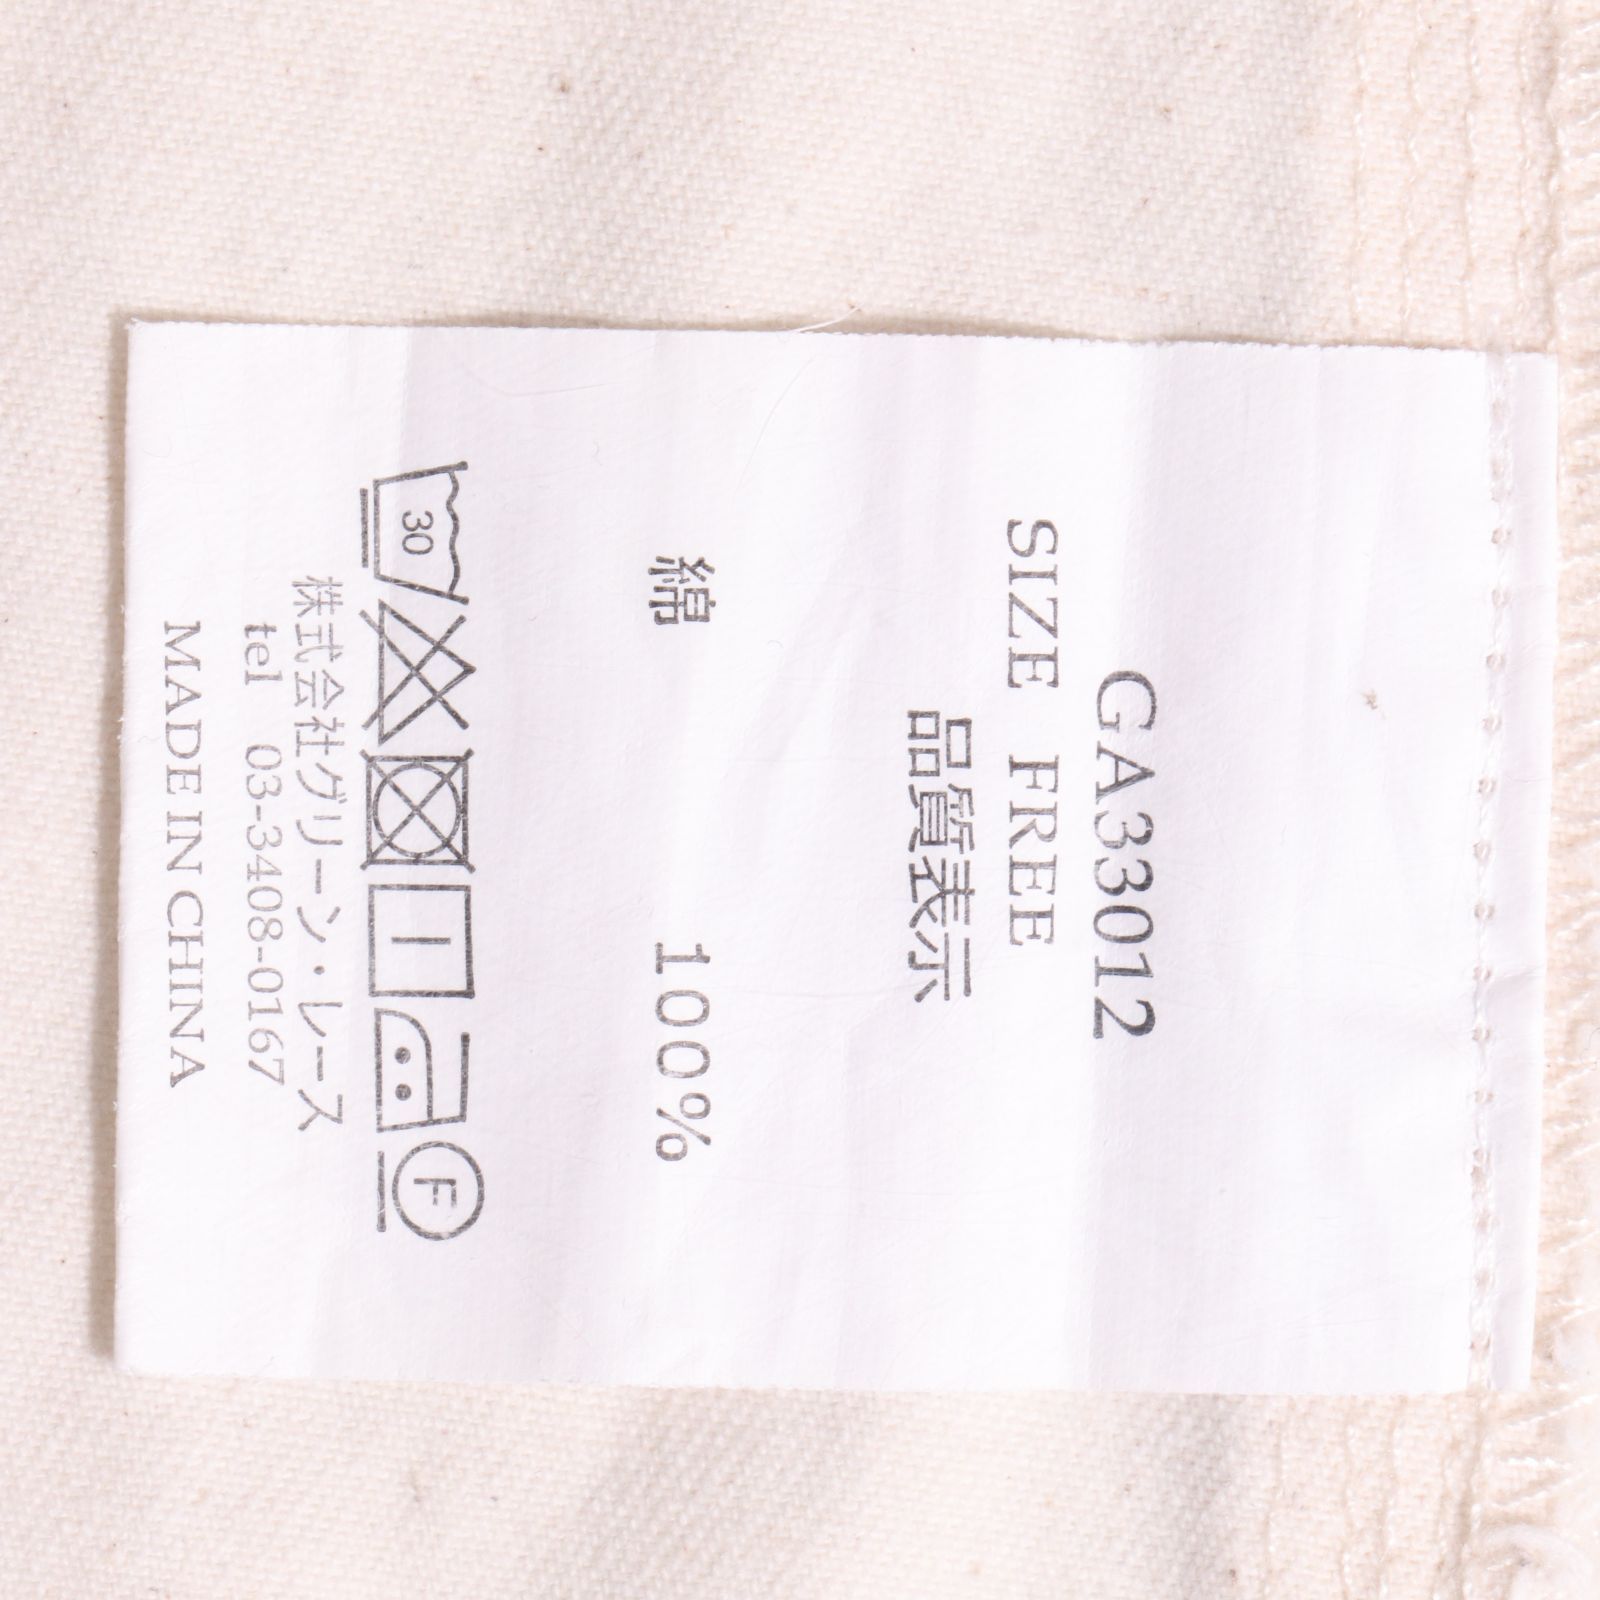 GA33012
SIZE FREE
品質表示
綿 100%
30
F
株式会社グリーン・レース
tel 03-3408-0167
MADE IN CHINA